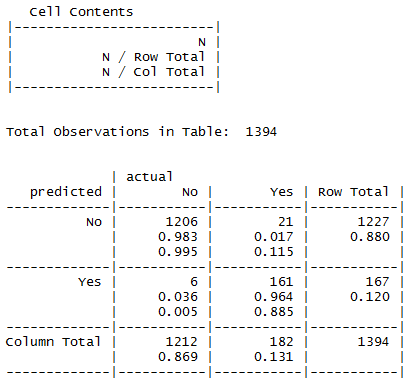 Cell Contents
|-------------------------|
|                       N |
|           N / Row Total |
|           N / Col Total |
|-------------------------|
Total Observations in Table:  1394
             | actual
   predicted |        No |       Yes | Row Total |
-------------|-----------|-----------|-----------|
          No |      1206 |        21 |      1227 |
             |     0.983 |     0.017 |     0.880 |
             |     0.995 |     0.115 |           |
-------------|-----------|-----------|-----------|
         Yes |         6 |       161 |       167 |
             |     0.036 |     0.964 |     0.120 |
             |     0.005 |     0.885 |           |
-------------|-----------|-----------|-----------|
Column Total |      1212 |       182 |      1394 |
             |     0.869 |     0.131 |           |
-------------|-----------|-----------|-----------|